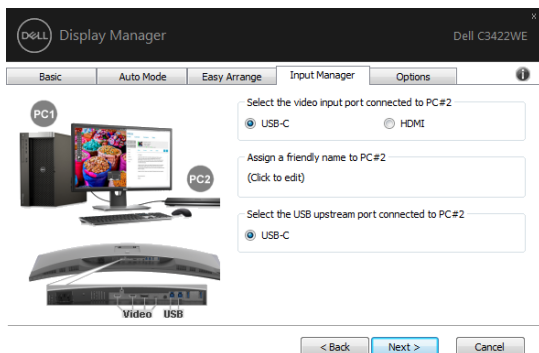 DELL Display Manager
Dell C3422WE
x
Basic Auto Mode Easy Arrange Input Manager Options
PC1
PC2
Video USB
Select the video input port connected to PC#2
USB-C HDMI
Assign a friendly name to PC#2
(Click to edit)
Select the USB upstream port connected to PC#2
USB-C
< Back Next > Cancel